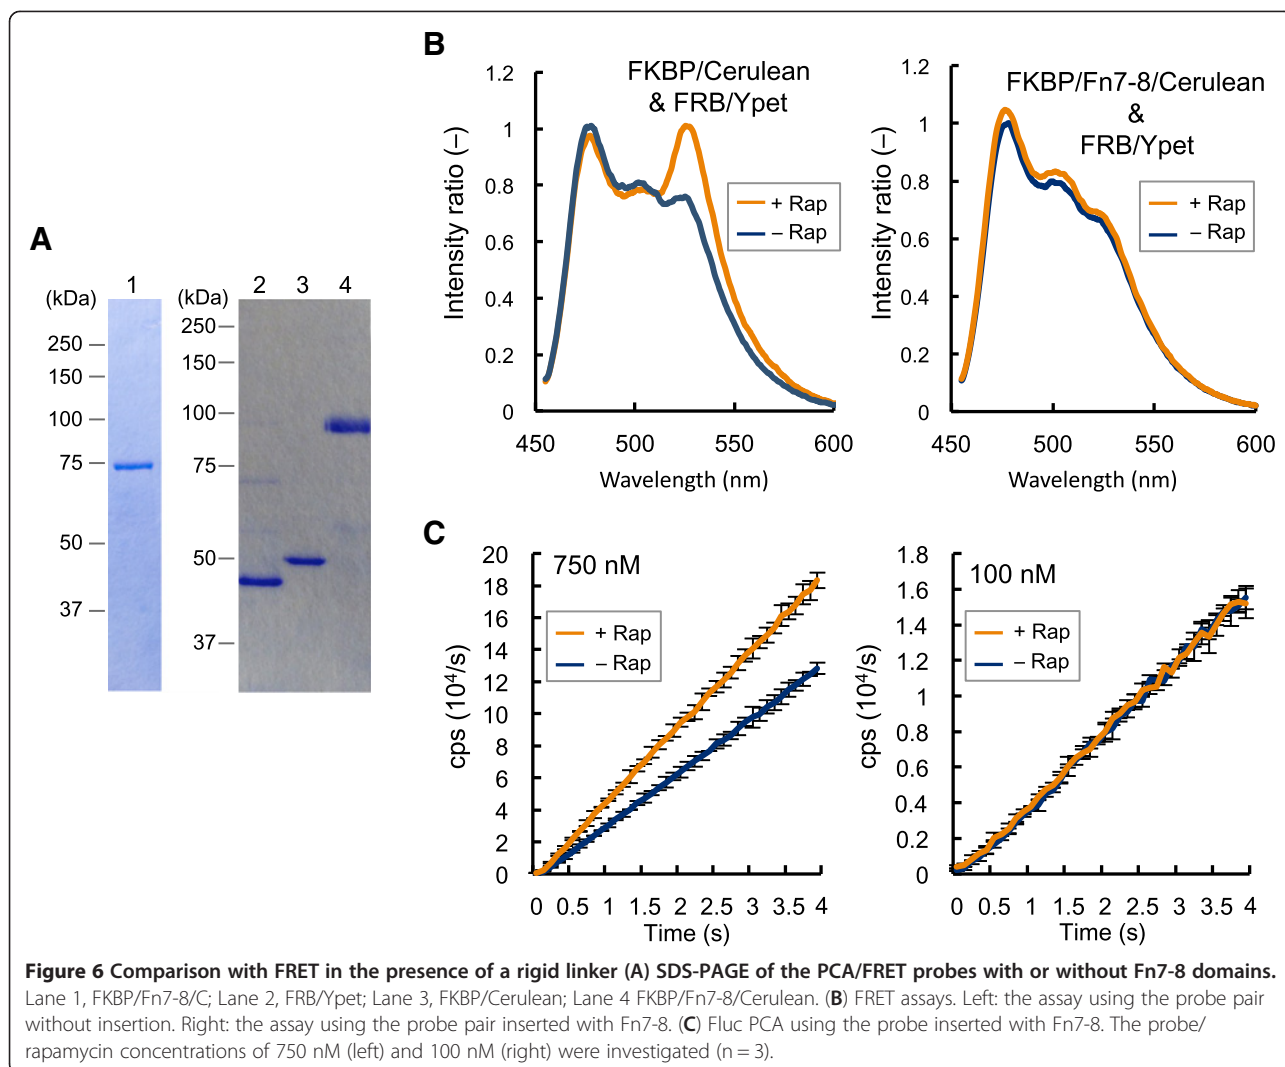 A
(kDa)
1
250
150
100
75
50
37
(kDa)
2 3 4
250
150
100
75
50
37
B
FKBP/Cerulean
& FRB/Ypet
+ Rap
– Rap
Intensity ratio (–)
1.2
1
0.8
0.6
0.4
0.2
0
450 500 550 600
Wavelength (nm)
FKBP/Fn7-8/Cerulean
&
FRB/Ypet
+ Rap
– Rap
Intensity ratio (–)
1.2
1
0.8
0.6
0.4
0.2
0
450 500 550 600
Wavelength (nm)
C
750 nM
+ Rap
– Rap
cps (10⁴/s)
20
18
16
14
12
10
8
6
4
2
0
0 0.5 1 1.5 2 2.5 3 3.5 4
Time (s)
100 nM
+ Rap
– Rap
cps (10⁴/s)
1.8
1.6
1.4
1.2
1
0.8
0.6
0.4
0.2
0
0 0.5 1 1.5 2 2.5 3 3.5 4
Time (s)
Figure 6 Comparison with FRET in the presence of a rigid linker (A) SDS-PAGE of the PCA/FRET probes with or without Fn7-8 domains.
Lane 1, FKBP/Fn7-8/C; Lane 2, FRB/Ypet; Lane 3, FKBP/Cerulean; Lane 4 FKBP/Fn7-8/Cerulean. (B) FRET assays. Left: the assay using the probe pair
without insertion. Right: the assay using the probe pair inserted with Fn7-8. (C) Fluc PCA using the probe inserted with Fn7-8. The probe/
rapamycin concentrations of 750 nM (left) and 100 nM (right) were investigated (n = 3).